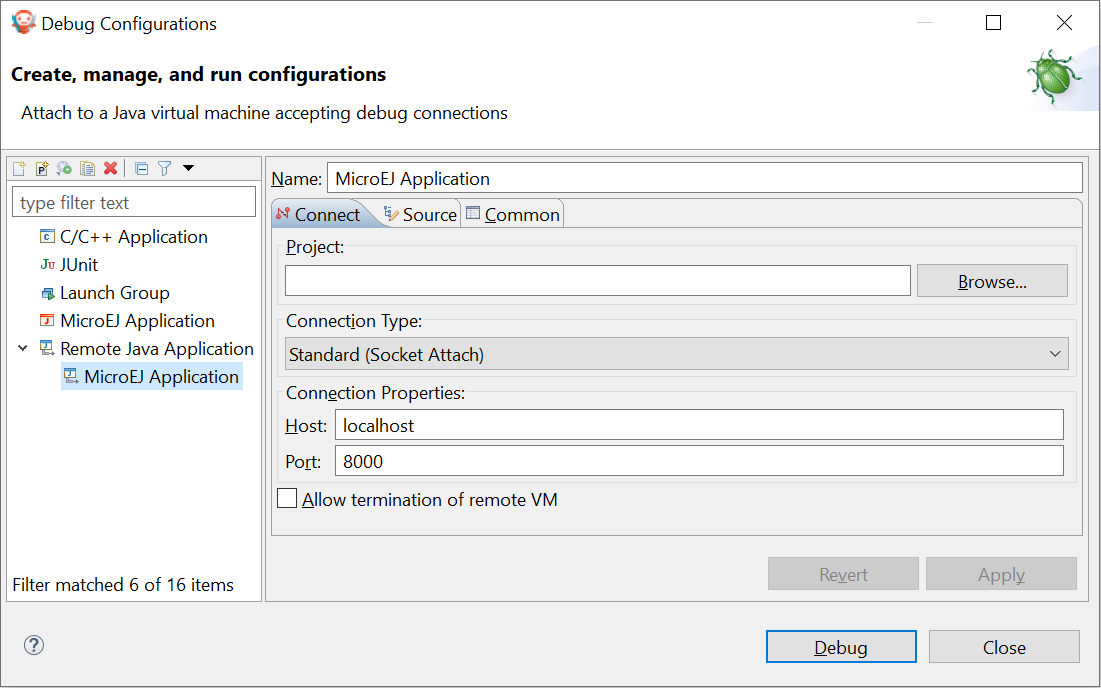 Debug Configurations
Create, manage, and run configurations
Attach to a Java virtual machine accepting debug connections
type filter text
C/C++ Application
JUnit
Launch Group
MicroEJ Application
Remote Java Application
MicroEJ Application
Filter matched 6 of 16 items
Name: MicroEJ Application
Connect Source Common
Project:
Browse...
Connection Type:
Standard (Socket Attach)
Connection Properties:
Host: localhost
Port: 8000
Allow termination of remote VM
Revert Apply
Debug Close